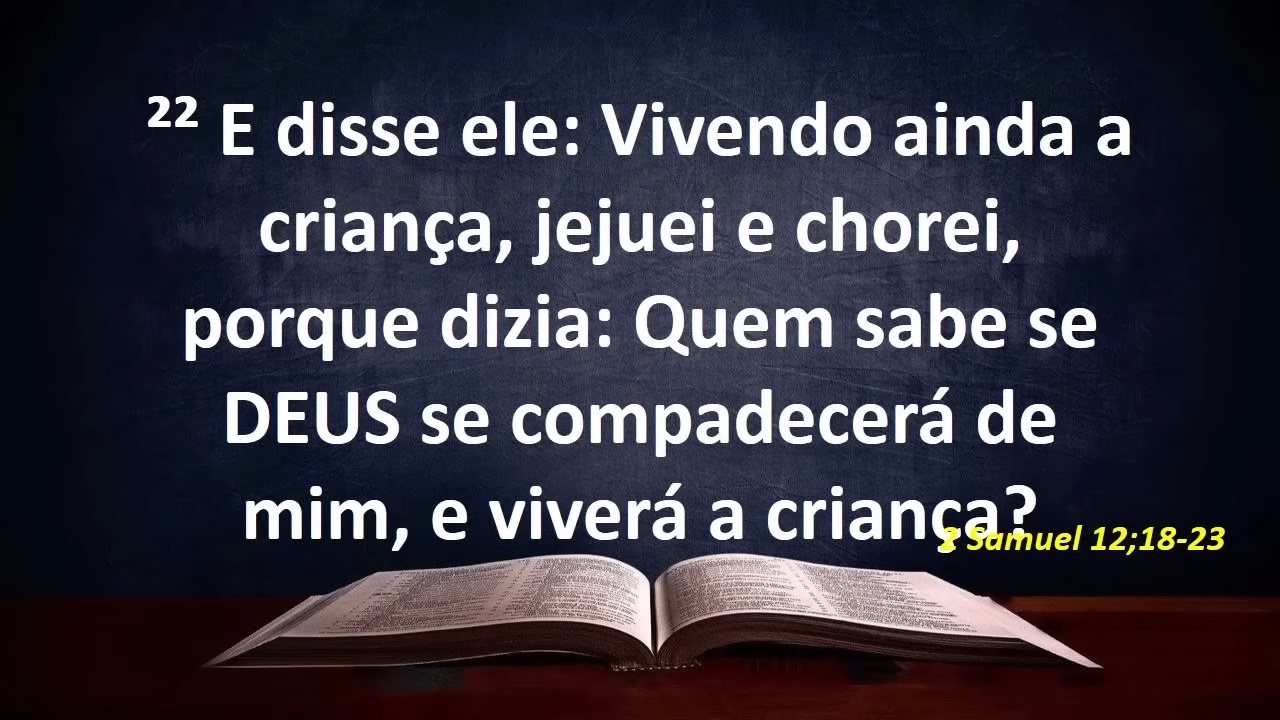 ²² E disse ele: Vivendo ainda a
criança, jejuei e chorei,
porque dizia: Quem sabe se
DEUS se compadecerá de
mim, e viverá a criança?
2 Samuel 12;18-23